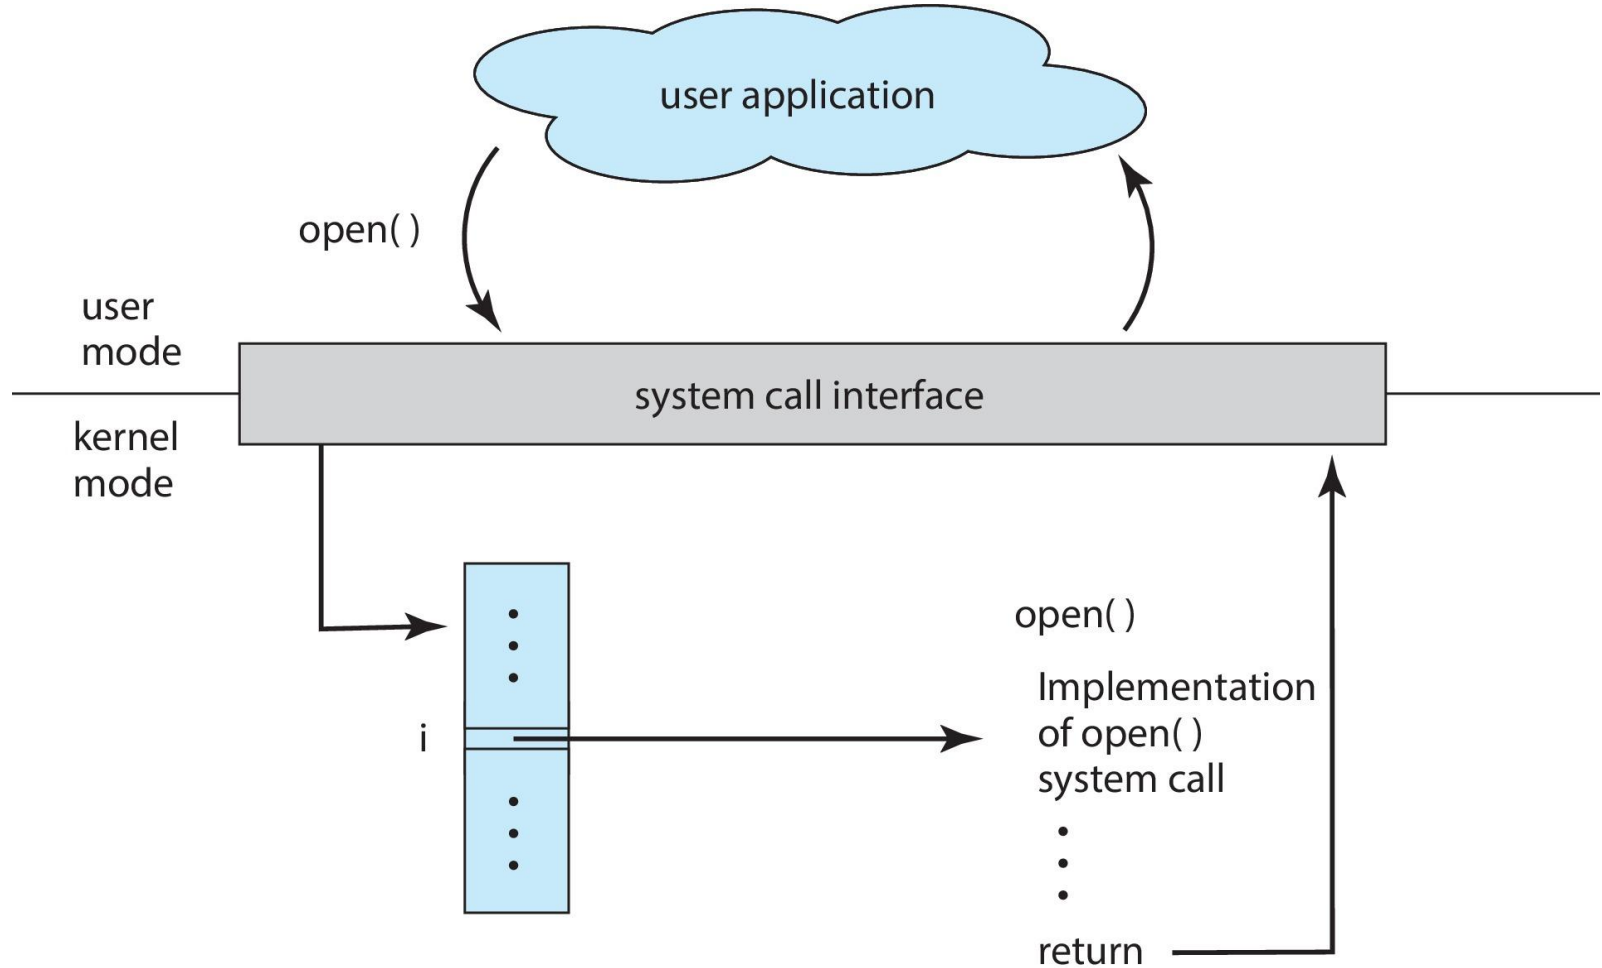 user application
open( )
user
mode
system call interface
kernel
mode
open( )
Implementation
of open( )
system call
i
return